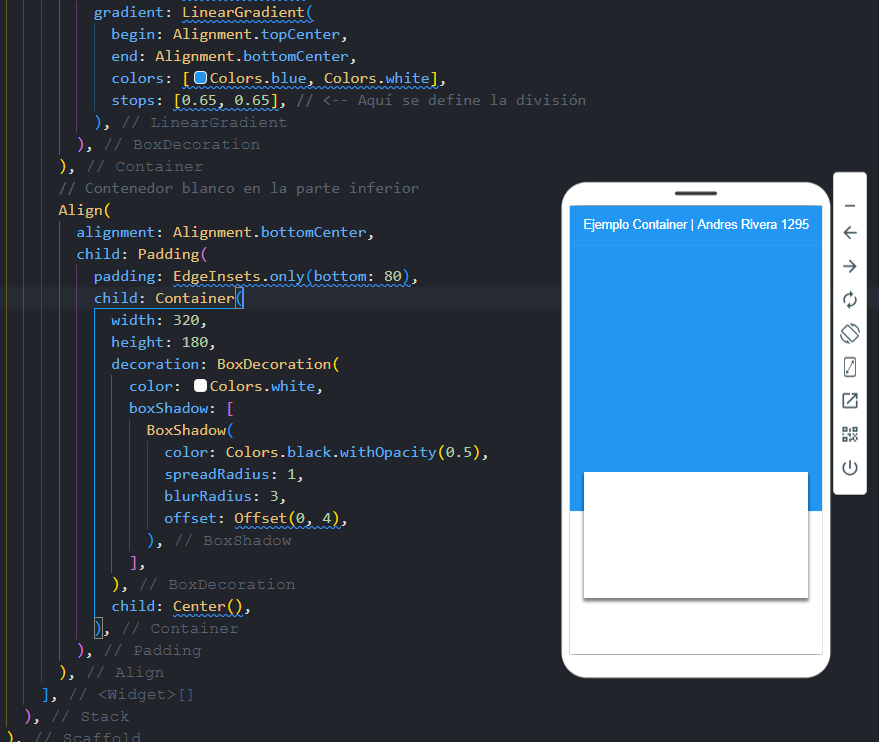 gradient: LinearGradient(
begin: Alignment.topCenter,
end: Alignment.bottomCenter,
colors: [Colors.blue, Colors.white],
stops: [0.65, 0.65], // <-- Aquí se define la división
), // LinearGradient
), // BoxDecoration
), // Container
// Contenedor blanco en la parte inferior
Align(
alignment: Alignment.bottomCenter,
child: Padding(
padding: EdgeInsets.only(bottom: 80),
child: Container(
width: 320,
height: 180,
decoration: BoxDecoration(
color: Colors.white,
boxShadow: [
BoxShadow(
color: Colors.black.withOpacity(0.5),
spreadRadius: 1,
blurRadius: 3,
offset: Offset(0, 4),
), // BoxShadow
],
), // BoxDecoration
child: Center(),
), // Container
), // Padding
), // Align
], // <Widget>[]
), // Stack
), // Scaffold
Ejemplo Container | Andres Rivera 1295